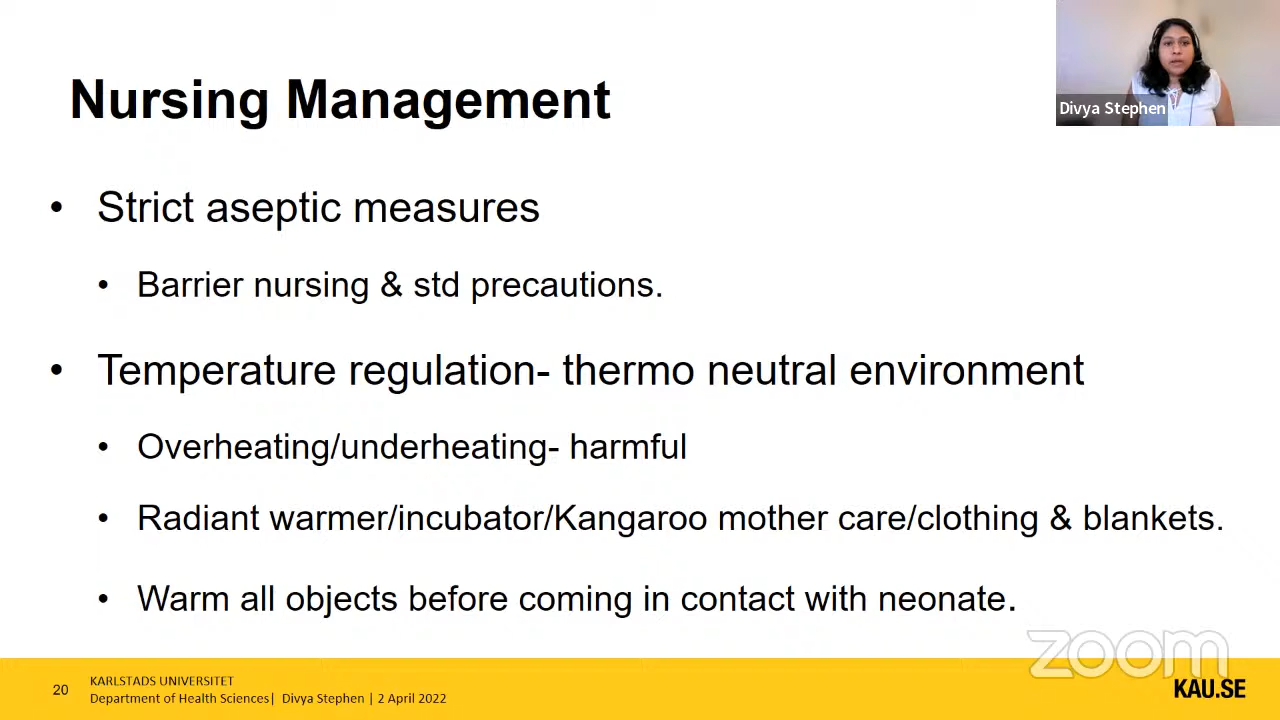 Nursing Management
Divya Stephen
• Strict aseptic measures
• Barrier nursing & std precautions.
• Temperature regulation- thermo neutral environment
• Overheating/underheating- harmful
• Radiant warmer/incubator/Kangaroo mother care/clothing & blankets.
• Warm all objects before coming in contact with neonate.
zoom
20
KARLSTADS UNIVERSITET
Department of Health Sciences| Divya Stephen | 2 April 2022
KAU.SE